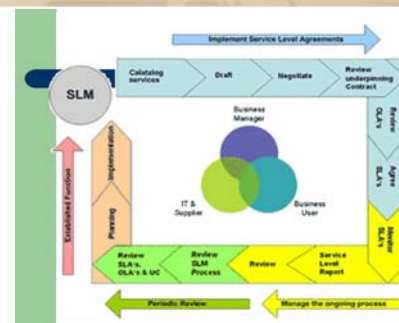 Implement Service Level Agreements
SLM
Catalalog
services
Draft
Negotiate
Review
underpinning
Contract
Review
OLA's
Agree
SLA's
Monitor
SLA's
Service
Level
Report
Review
Review
SLM
Process
Review
SLA's,
OLA's & UC
Planning
Implementation
Established Function
Business
Manager
IT &
Supplier
Business
User
Periodic Review
Manage the ongoing process